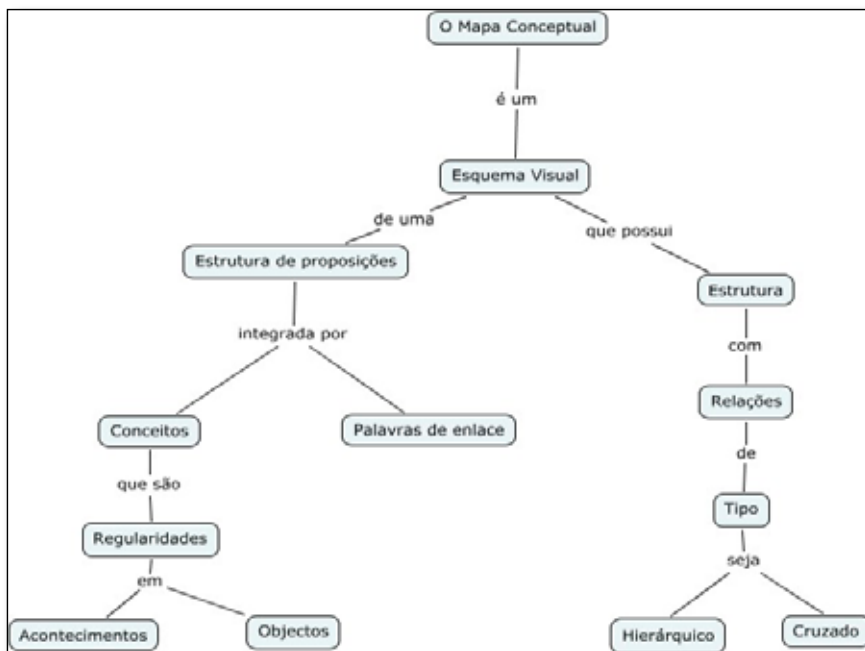 O Mapa Conceptual
é um
Esquema Visual
de uma
que possui
Estrutura de proposições
Estrutura
integrada por
com
Relações
Conceitos
Palavras de enlace
de
que são
Tipo
Regularidades
seja
em
Acontecimentos
Objectos
Hierárquico
Cruzado